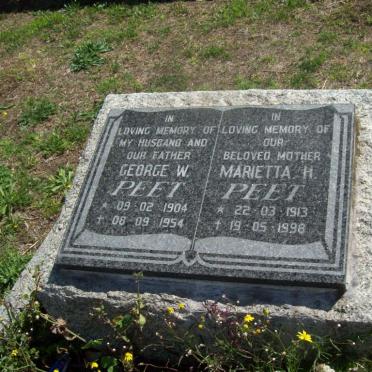 IN
LOVING MEMORY OF
MY HUSBAND AND
OUR FATHER
GEORGE W.
PEET
* 09·02·1904
† 08·09·1954
IN
LOVING MEMORY OF
OUR
BELOVED MOTHER
MARIETTA H.
PEET
* 22·03·1913
† 19·05·1998